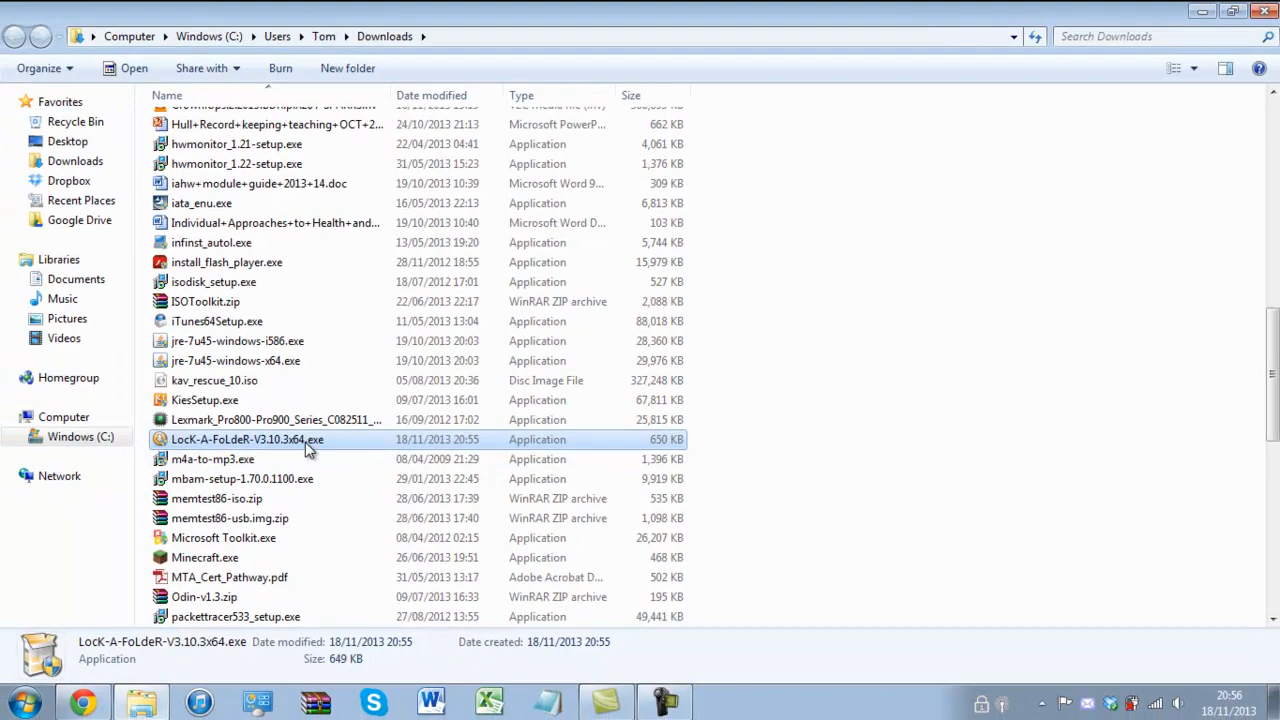 Computer Windows (C:) Users Tom Downloads Search Downloads
Organize Open Share with Burn New folder
Name Date modified Type Size
Favorites
Recycle Bin
Desktop
Downloads
Dropbox
Recent Places
Google Drive
Libraries
Documents
Music
Pictures
Videos
Homegroup
Computer
Windows (C:)
Network
Hull+Record+keeping+teaching+OCT+2... 24/10/2013 21:13 Microsoft PowerP... 662 KB
hwmonitor_1.21-setup.exe 22/04/2013 04:41 Application 4,061 KB
hwmonitor_1.22-setup.exe 31/05/2013 15:23 Application 1,376 KB
iahw+module+guide+2013+14.doc 19/10/2013 10:39 Microsoft Word 9... 309 KB
iata_enu.exe 16/05/2013 22:13 Application 6,813 KB
Individual+Approaches+to+Health+and... 19/10/2013 10:40 Microsoft Word D... 103 KB
infinst_autol.exe 13/05/2013 19:20 Application 5,744 KB
install_flash_player.exe 28/11/2012 18:55 Application 15,979 KB
isodisk_setup.exe 18/07/2012 17:01 Application 527 KB
ISOToolkit.zip 22/06/2013 22:17 WinRAR ZIP archive 2,088 KB
iTunes64Setup.exe 11/05/2013 13:04 Application 88,018 KB
jre-7u45-windows-i586.exe 19/10/2013 20:03 Application 28,360 KB
jre-7u45-windows-x64.exe 19/10/2013 20:03 Application 29,976 KB
kav_rescue_10.iso 05/08/2013 20:36 Disc Image File 327,248 KB
KiesSetup.exe 09/07/2013 16:01 Application 67,811 KB
Lexmark_Pro800-Pro900_Series_C082511_... 16/09/2012 17:02 Application 25,815 KB
LocK-A-FoLdeR-V3.10.3x64.exe 18/11/2013 20:55 Application 650 KB
m4a-to-mp3.exe 08/04/2009 21:29 Application 1,396 KB
mbam-setup-1.70.0.1100.exe 29/01/2013 22:45 Application 9,919 KB
memtest86-iso.zip 28/06/2013 17:39 WinRAR ZIP archive 535 KB
memtest86-usb.img.zip 28/06/2013 17:40 WinRAR ZIP archive 1,098 KB
Microsoft Toolkit.exe 08/04/2012 02:15 Application 26,207 KB
Minecraft.exe 26/06/2013 19:51 Application 468 KB
MTA_Cert_Pathway.pdf 31/05/2013 13:17 Adobe Acrobat D... 502 KB
Odin-v1.3.zip 09/07/2013 16:33 WinRAR ZIP archive 195 KB
packettracer533_setup.exe 27/08/2012 13:55 Application 49,441 KB
LocK-A-FoLdeR-V3.10.3x64.exe Date modified: 18/11/2013 20:55 Date created: 18/11/2013 20:55
Application Size: 649 KB
20:56
18/11/2013